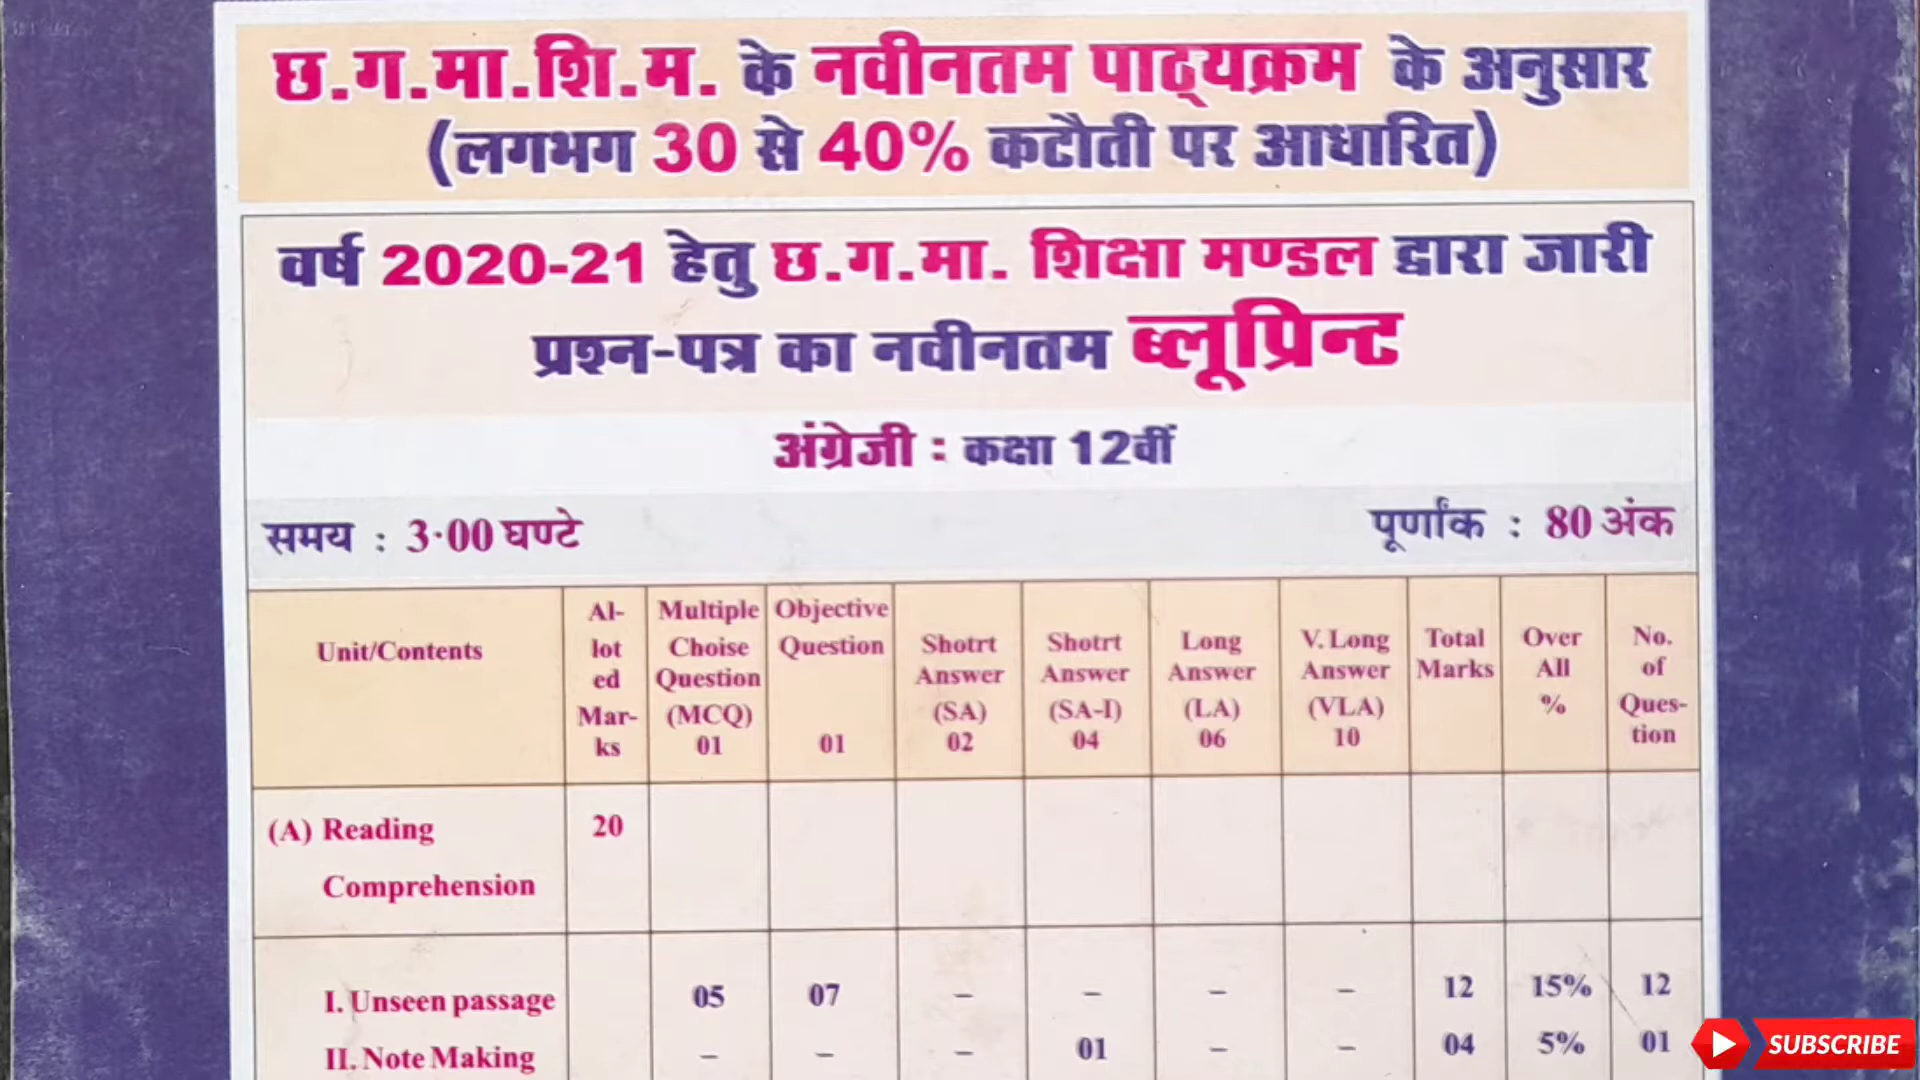 छ.ग.मा.शि.म. के नवीनतम पाठ्यक्रम के अनुसार
(लगभग 30 से 40% कटौती पर आधारित)
वर्ष 2020-21 हेतु छ.ग.मा. शिक्षा मण्डल द्वारा जारी
प्रश्न-पत्र का नवीनतम ब्लूप्रिन्ट
अंग्रेजी : कक्षा 12वीं
समय : 3·00 घण्टे पूर्णांक : 80 अंक
Unit/Contents
Al-
lot
ed
Mar-
ks
Multiple
Choise
Question
(MCQ)
01
Objective
Question
01
Shotrt
Answer
(SA)
02
Shotrt
Answer
(SA-I)
04
Long
Answer
(LA)
06
V. Long
Answer
(VLA)
10
Total
Marks
Over
All
%
No.
of
Ques-
tion
(A) Reading 20
Comprehension
I. Unseen passage 05 07 – – – – 12 15% 12
II. Note Making – – – 01 – – 04 5% 01
SUBSCRIBE